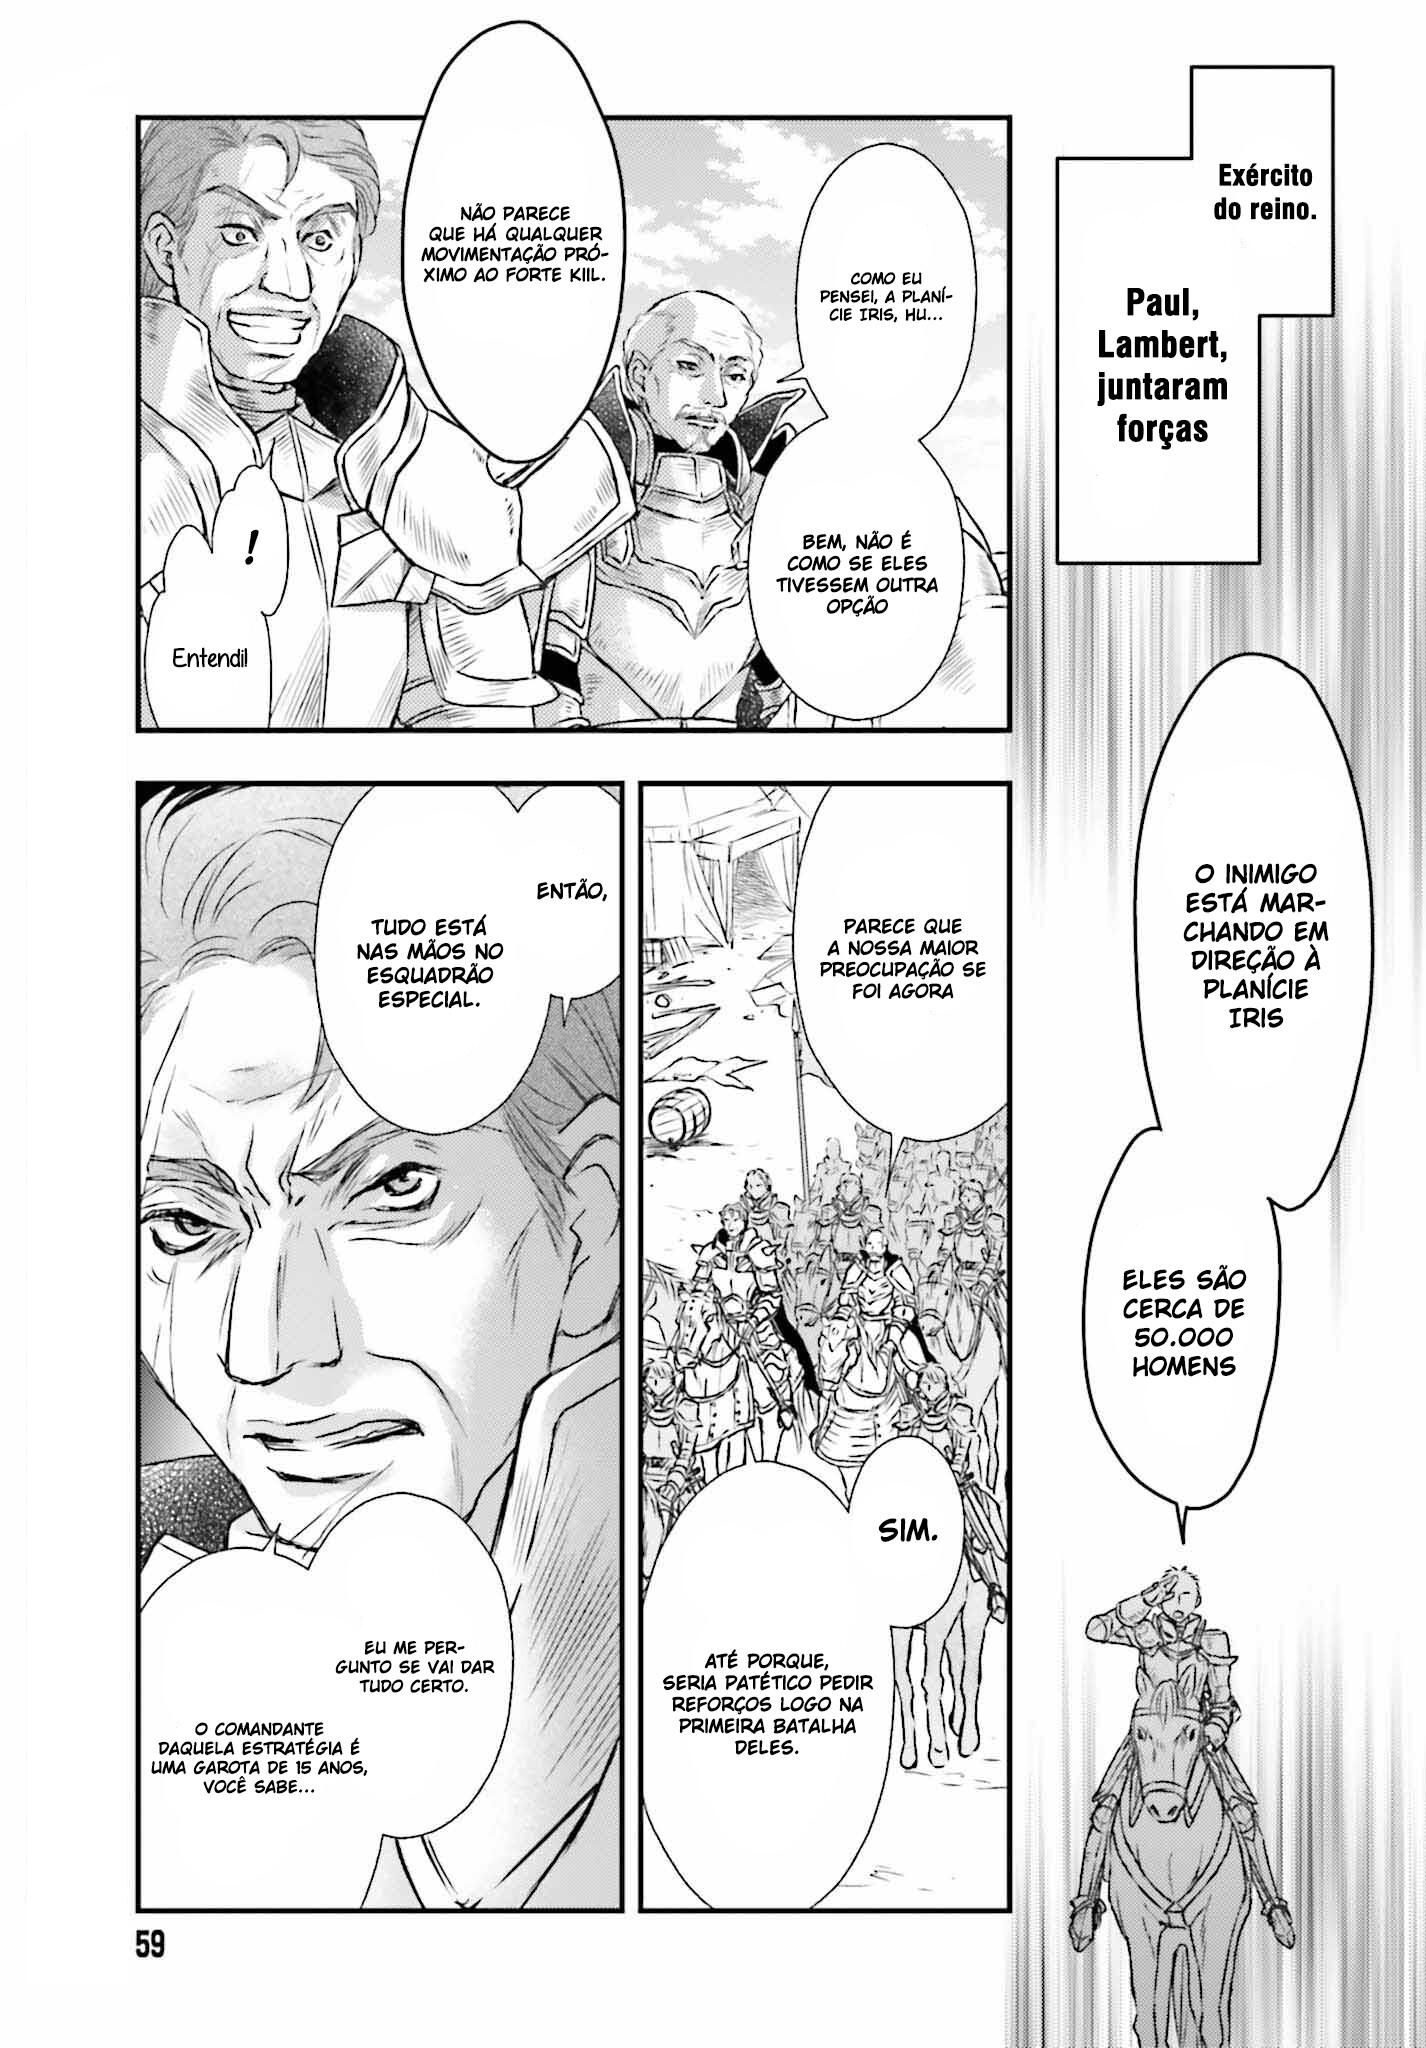 Exército
do reino.
Paul,
Lambert,
juntaram
forças
O INIMIGO
ESTÁ MAR-
CHANDO EM
DIREÇÃO À
PLANÍCIE
IRIS
ELES SÃO
CERCA DE
50.000
HOMENS
COMO EU
PENSEI, A PLANÍ-
CIE IRIS, HU...
BEM, NÃO É
COMO SE ELES
TIVESSEM OUTRA
OPÇÃO
NÃO PARECE
QUE HÁ QUALQUER
MOVIMENTAÇÃO PRÓ-
XIMO AO FORTE KIIL.
!
Entendi!
PARECE QUE
A NOSSA MAIOR
PREOCUPAÇÃO SE
FOI AGORA
SIM.
ATÉ PORQUE,
SERIA PATÉTICO PEDIR
REFORÇOS LOGO NA
PRIMEIRA BATALHA
DELES.
ENTÃO,
TUDO ESTÁ
NAS MÃOS NO
ESQUADRÃO
ESPECIAL.
EU ME PER-
GUNTO SE VAI DAR
TUDO CERTO.
O COMANDANTE
DAQUELA ESTRATÉGIA É
UMA GAROTA DE 15 ANOS,
VOCÊ SABE...
59